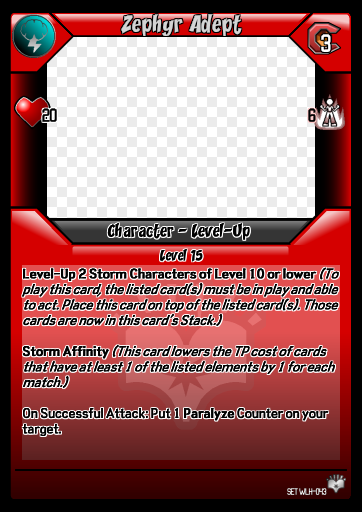 Zephyr Adept
3
20
6
Character - Level-Up
Level 15
Level-Up 2 Storm Characters of Level 10 or lower (To
play this card, the listed card(s) must be in play and able
to act. Place this card on top of the listed card(s). Those
cards are now in this card's Stack.)
Storm Affinity (This card lowers the TP cost of cards
that have at least 1 of the listed elements by 1 for each
match.)
On Successful Attack: Put 1 Paralyze Counter on your
target.
SET WLH-043